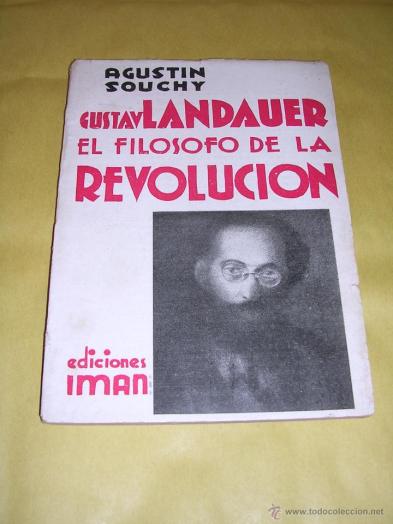 AGUSTIN
SOUCHY
GUSTAV LANDAUER
EL FILOSOFO DE LA
REVOLUCION
ediciones
IMAN
© www.todocoleccion.net